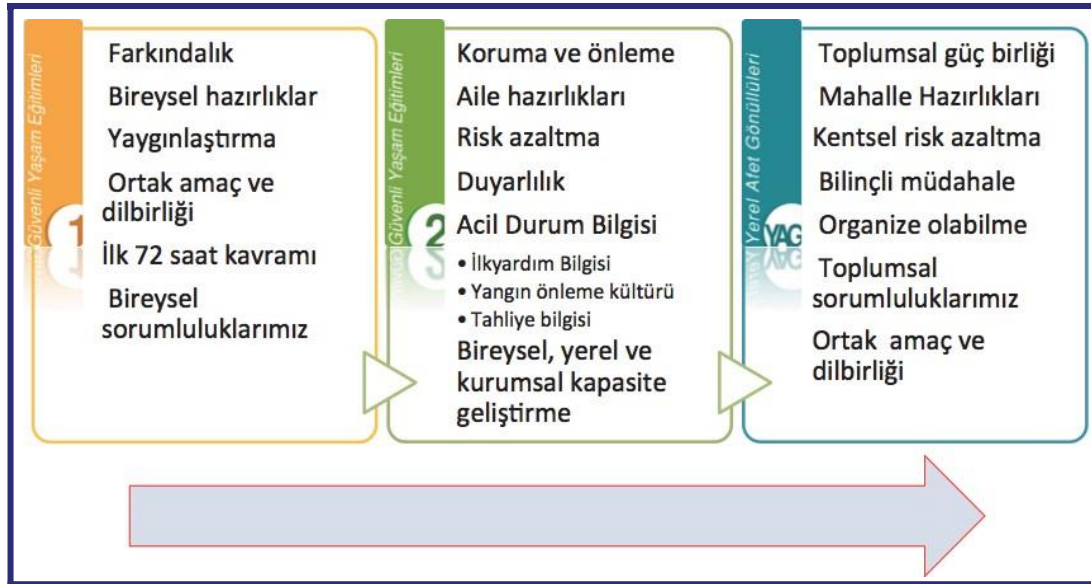 Güvenli Yaşam Eğitimleri
1
Farkındalık
Bireysel hazırlıklar
Yaygınlaştırma
Ortak amaç ve
dilbirliği
İlk 72 saat kavramı
Bireysel
sorumluluklarımız
Güvenli Yaşam Eğitimleri
2
Koruma ve önleme
Aile hazırlıkları
Risk azaltma
Duyarlılık
Acil Durum Bilgisi
• İlkyardım Bilgisi
• Yangın önleme kültürü
• Tahliye bilgisi
Bireysel, yerel ve
kurumsal kapasite
geliştirme
Yerel Afet Gönüllüleri
YAG
Toplumsal güç birliği
Mahalle Hazırlıkları
Kentsel risk azaltma
Bilinçli müdahale
Organize olabilme
Toplumsal
sorumluluklarımız
Ortak amaç ve
dilbirliği